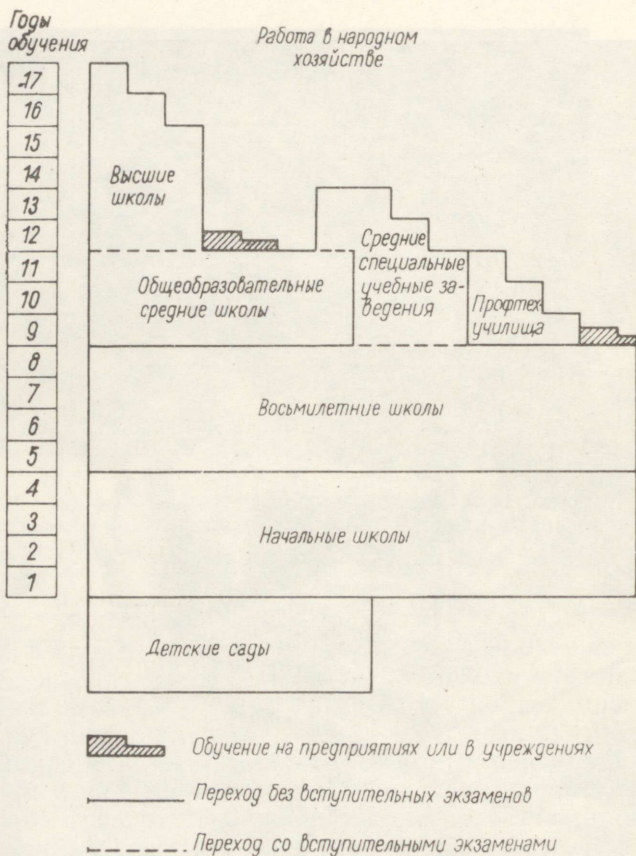 Годы
обучения
Работа в народном
хозяйстве
17
16
15
14
13
12
11
10
9
8
7
6
5
4
3
2
1
Высшие
школы
Общеобразовательные
средние школы
Средние
специальные
учебные за-
ведения
Профтех-
училища
Восьмилетние школы
Начальные школы
Детские сады
Обучение на предприятиях или в учреждениях
Переход без вступительных экзаменов
Переход со вступительными экзаменами